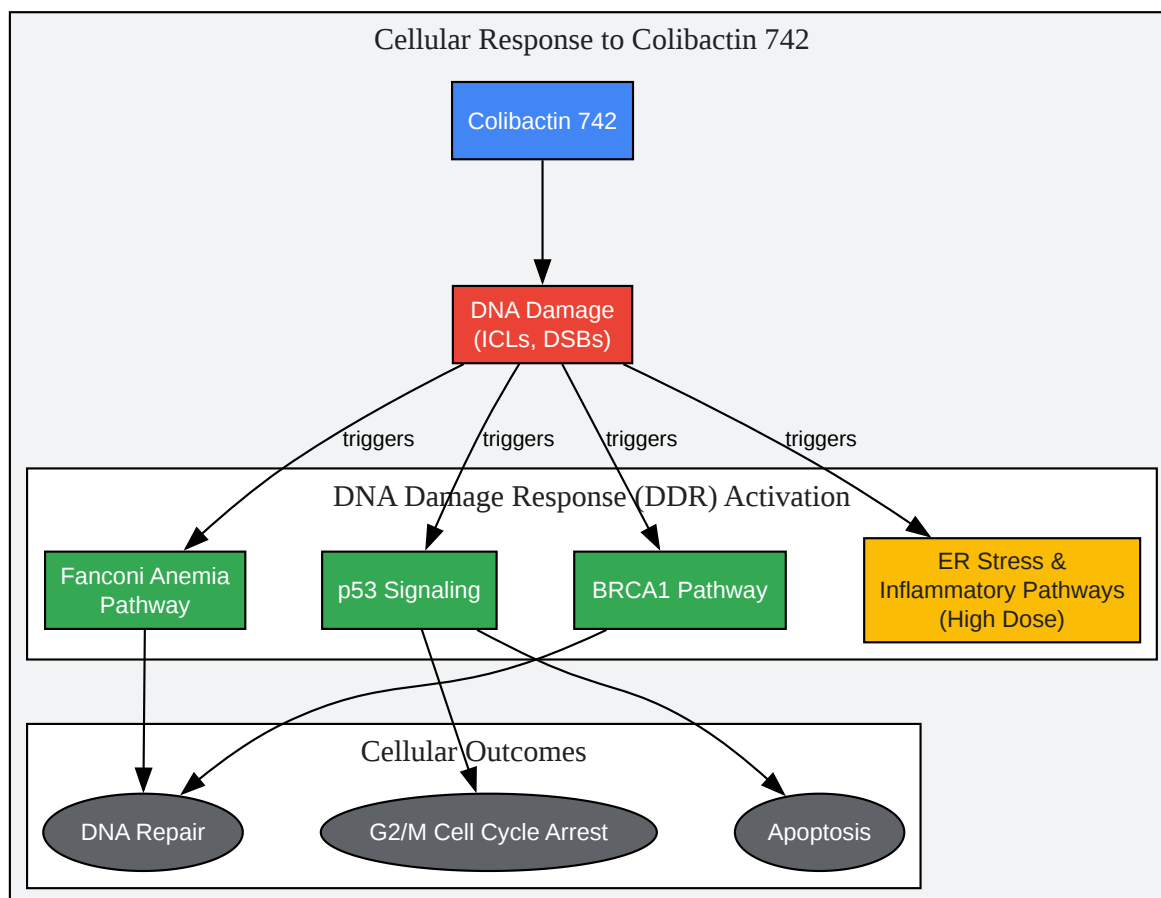 Cellular Response to Colibactin 742
Colibactin 742
DNA Damage
(ICLs, DSBs)
triggers
triggers
triggers
triggers
DNA Damage Response (DDR) Activation
Fanconi Anemia
Pathway
p53 Signaling
BRCA1 Pathway
ER Stress &
Inflammatory Pathways
(High Dose)
Cellular Outcomes
DNA Repair
G2/M Cell Cycle Arrest
Apoptosis